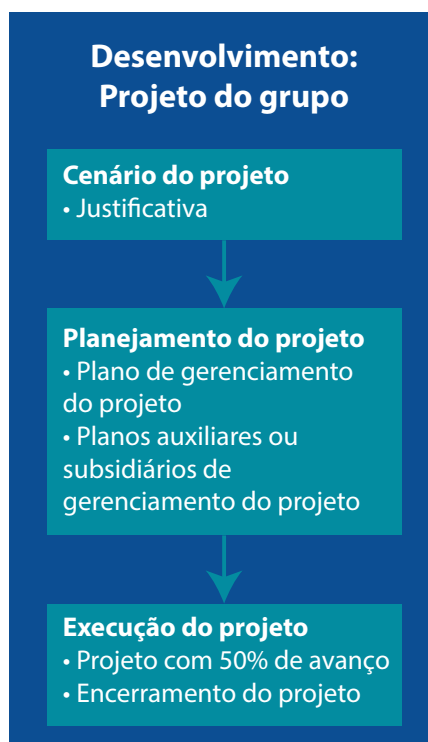 Desenvolvimento:
Projeto do grupo
Cenário do projeto
• Justificativa
Planejamento do projeto
• Plano de gerenciamento
do projeto
• Planos auxiliares ou
subsidiários de
gerenciamento do projeto
Execução do projeto
• Projeto com 50% de avanço
• Encerramento do projeto